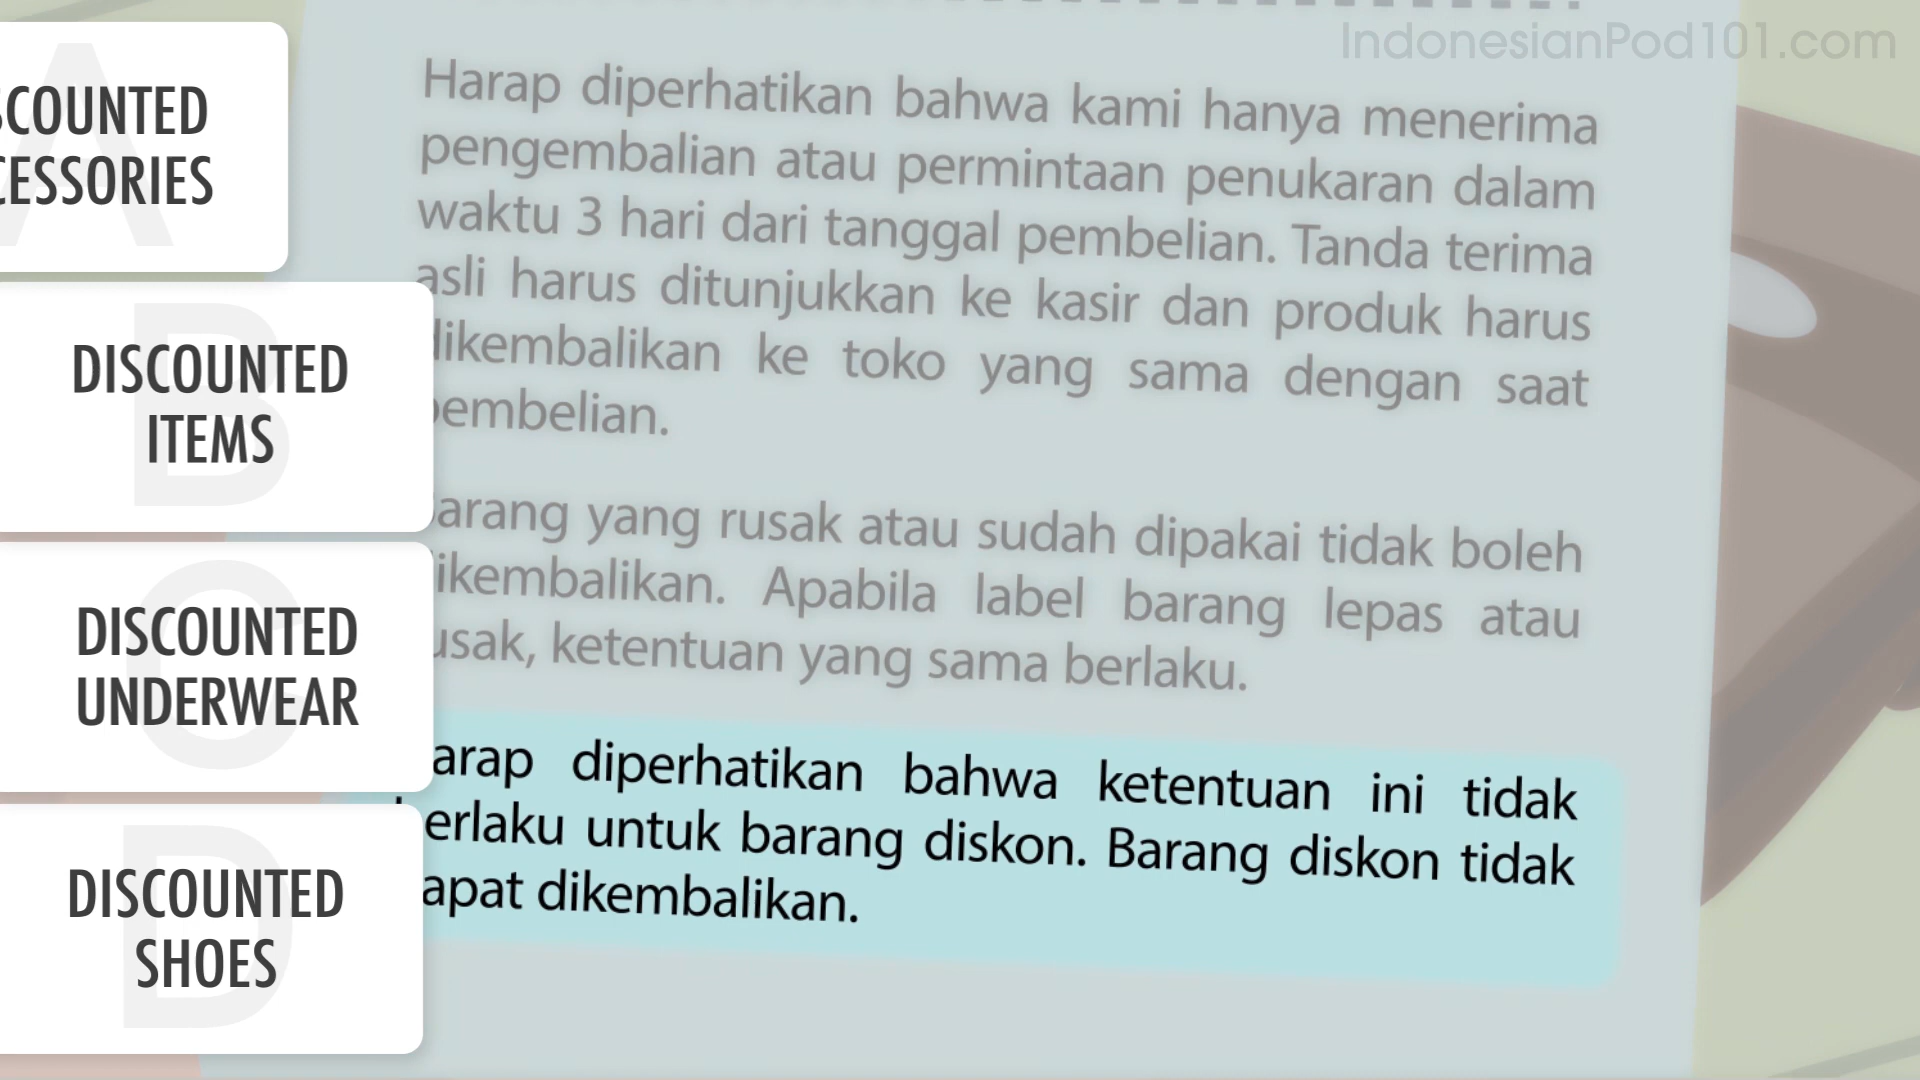 IndonesianPod101.com
A
SCOUNTED
CESSORIES
B
DISCOUNTED
ITEMS
C
DISCOUNTED
UNDERWEAR
D
DISCOUNTED
SHOES
Harap diperhatikan bahwa kami hanya menerima
pengembalian atau permintaan penukaran dalam
waktu 3 hari dari tanggal pembelian. Tanda terima
asli harus ditunjukkan ke kasir dan produk harus
dikembalikan ke toko yang sama dengan saat
pembelian.
arang yang rusak atau sudah dipakai tidak boleh
ikembalikan. Apabila label barang lepas atau
usak, ketentuan yang sama berlaku.
arap diperhatikan bahwa ketentuan ini tidak
berlaku untuk barang diskon. Barang diskon tidak
apat dikembalikan.